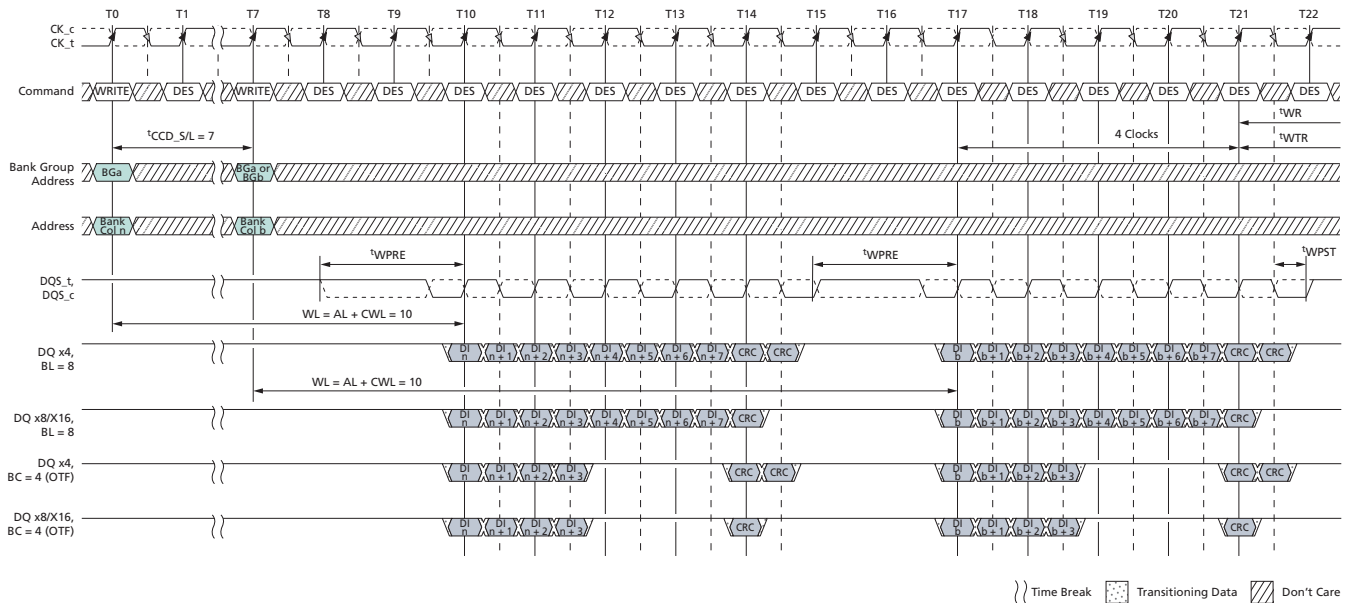 T0 T1 T7 T8 T9 T10 T11 T12 T13 T14 T15 T16 T17 T18 T19 T20 T21 T22
CK_c
CK_t
Command WRITE DES WRITE DES DES DES DES DES DES DES DES DES DES DES DES DES DES DES
tWR
4 Clocks
tCCD_S/L = 7
tWTR
Bank Group
Address
BGa
BGa or
BGb
Address
Bank
Col n
Bank
Col b
tWPRE tWPRE tWPST
DQS_t,
DQS_c
WL = AL + CWL = 10
DQ x4,
BL = 8
DI n DI n + 1 DI n + 2 DI n + 3 DI n + 4 DI n + 5 DI n + 6 DI n + 7 CRC CRC DI b DI b + 1 DI b + 2 DI b + 3 DI b + 4 DI b + 5 DI b + 6 DI b + 7 CRC CRC
WL = AL + CWL = 10
DQ x8/X16,
BL = 8
DI n DI n + 1 DI n + 2 DI n + 3 DI n + 4 DI n + 5 DI n + 6 DI n + 7 CRC DI b DI b + 1 DI b + 2 DI b + 3 DI b + 4 DI b + 5 DI b + 6 DI b + 7 CRC
DQ x4,
BC = 4 (OTF)
DI n DI n + 1 DI n + 2 DI n + 3 CRC CRC DI b DI b + 1 DI b + 2 DI b + 3 CRC CRC
DQ x8/X16,
BC = 4 (OTF)
DI n DI n + 1 DI n + 2 DI n + 3 CRC DI b DI b + 1 DI b + 2 DI b + 3 CRC
Time Break Transitioning Data Don't Care